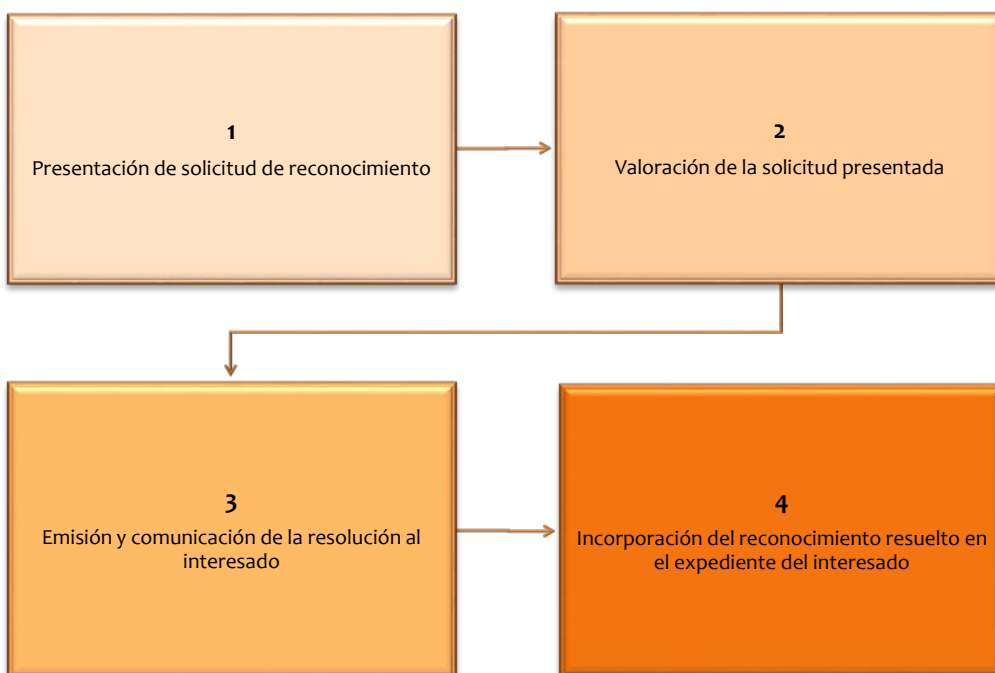 1
Presentación de solicitud de reconocimiento
2
Valoración de la solicitud presentada
3
Emisión y comunicación de la resolución al
interesado
4
Incorporación del reconocimiento resuelto en
el expediente del interesado